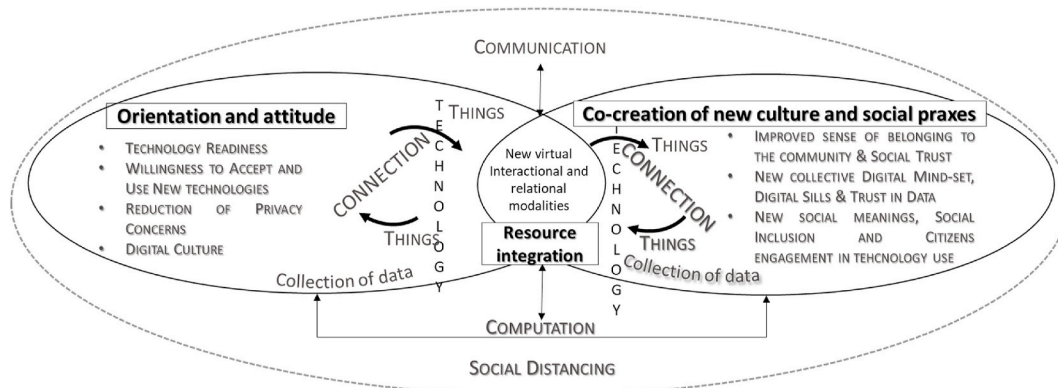 COMMUNICATION
Orientation and attitude
• TECHNOLOGY READINESS
• WILLINGNESS TO ACCEPT AND
USE NEW TECHNOLOGIES
• REDUCTION OF PRIVACY
CONCERNS
• DIGITAL CULTURE
THINGS
CONNECTION
THINGS
TECHNOLOGY
Collection of data
New virtual
Interactional and
relational
modalities
Resource
integration
Co-creation of new culture and social praxes
TECHNOLOGY
THINGS
CONNECTION
THINGS
Collection of data
• IMPROVED SENSE OF BELONGING TO
THE COMMUNITY & SOCIAL TRUST
• NEW COLLECTIVE DIGITAL MIND-SET,
DIGITAL SILLS & TRUST IN DATA
• NEW SOCIAL MEANINGS, SOCIAL
INCLUSION AND CITIZENS
ENGAGEMENT IN TEHCNOLOGY USE
COMPUTATION
SOCIAL DISTANCING